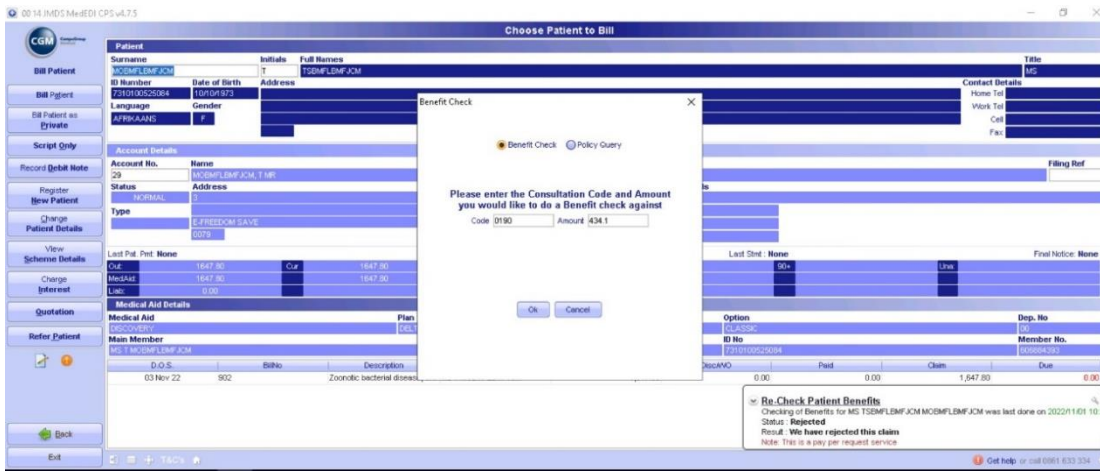 00:14 JMDS MedEDI CPS v4.7.5
Choose Patient to Bill
CGM CompuGroup
Bill Patient
Bill Patient
Bill Patient as
Private
Script Only
Record Debit Note
Register
New Patient
Change
Patient Details
View
Scheme Details
Charge
Interest
Quotation
Refer Patient
Back
Exit
Patient
Surname Initials Full Names Title
MOBMFLBMFJCM T TSBMFLBMFJCM MS
ID Number Date of Birth Address Contact Details
7310100525084 10/10/1973 Home Tel
Language Gender Work Tel
AFRIKAANS F Cell
Fax
Account Details
Account No. Name Filing Ref
29 MOBMFLBMFJCM, T MR
Status Address
NORMAL 3
Type
E-FREEDOM SAVE
0079
Last Pat. Pmt: None Last Stmt : None Final Notice: None
Out: 1647.80 Cur 1647.80 90+ Una:
MedAid: 1647.80 1647.80
Liab: 0.00
Medical Aid Details
Medical Aid Plan Option Dep. No
DISCOVERY DELT CLASSIC 00
Main Member ID No Member No.
MS T MOBMFLBMFJCM 7310100525084
D.O.S. BillNo Description Disc/WO Paid Claim Due
03 Nov 22 902 Zoonotic bacterial diseas 0.00 0.00 1,647.80 0.00
Benefit Check
Benefit Check Policy Query
Please enter the Consultation Code and Amount
you would like to do a Benefit check against
Code 0190 Amount 434.1
Ok Cancel
Re-Check Patient Benefits
Checking of Benefits for MS TSBMFLBMFJCM MOBMFLBMFJCM was last done on 2022/11/01 10:
Status : Rejected
Result : We have rejected this claim
Note: This is a pay per request service
T&C's
Get help or call 0861 633 334